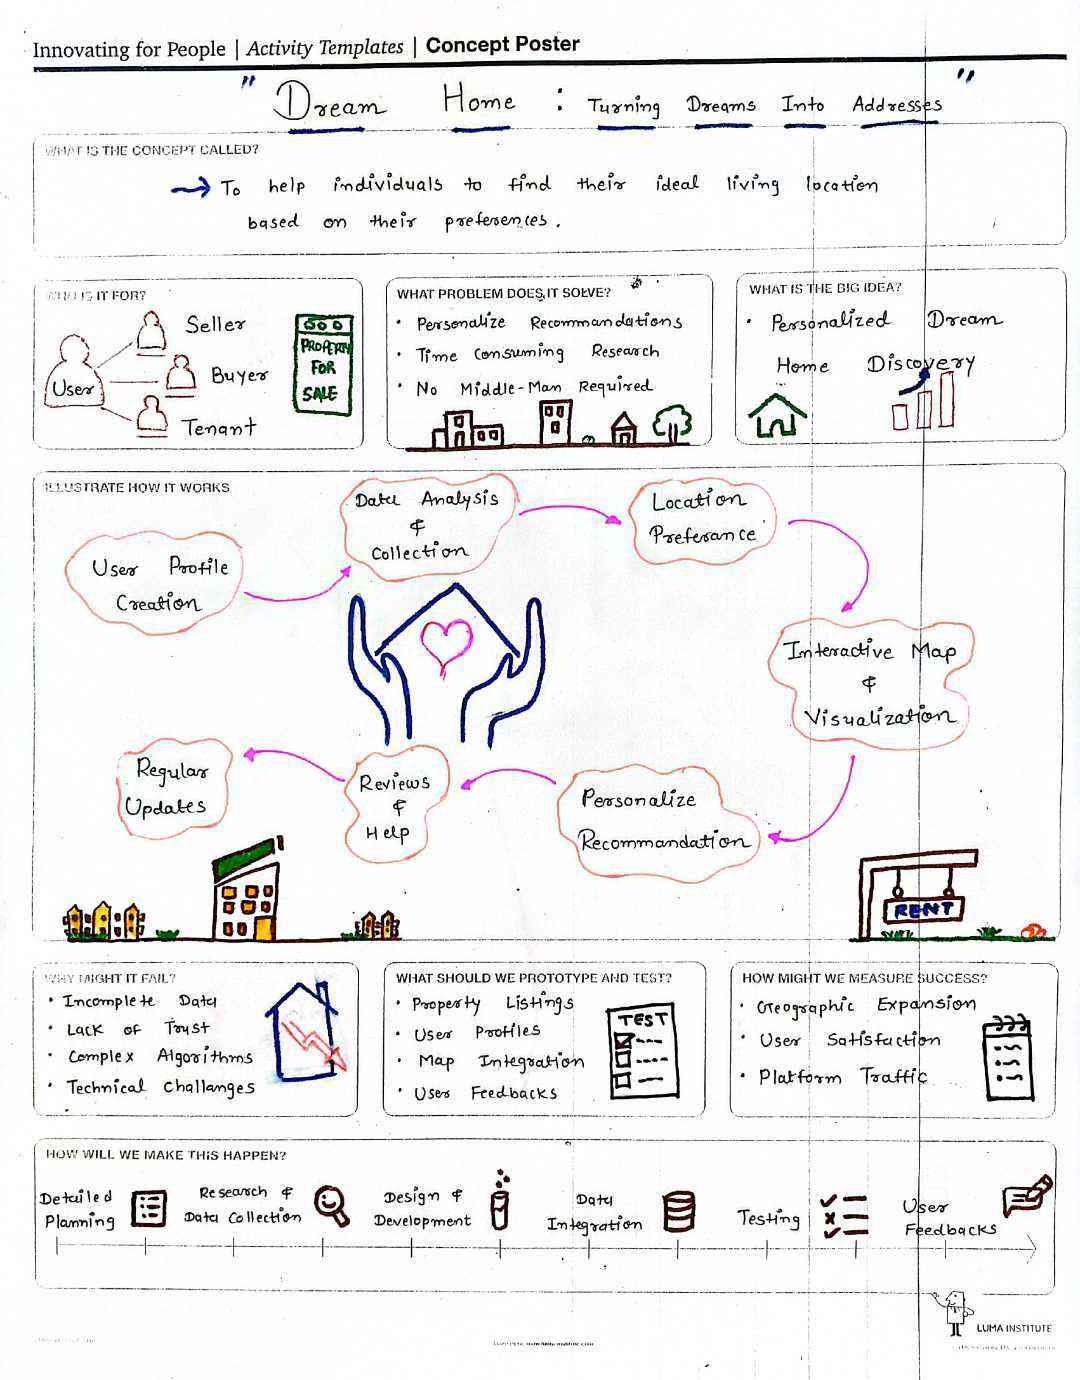 Innovating for People | Activity Templates | Concept Poster
" Dream Home : Turning Dreams Into Addresses "
WHAT IS THE CONCEPT CALLED?
→ To help individuals to find their ideal living location
based on their preferences.
WHO IS IT FOR?
User
Seller
Buyer
Tenant
PROPERTY
FOR
SALE
WHAT PROBLEM DOES IT SOLVE?
• Personalize Recommandations
• Time Consuming Research
• No Middle-Man Required
WHAT IS THE BIG IDEA?
• Personalized Dream
Home Discovery
ILLUSTRATE HOW IT WORKS
User Profile
Creation
Data Analysis
&
Collection
Location
Preferance
Interactive Map
&
Visualization
Personalize
Recommandation
Reviews
&
Help
Regular
Updates
RENT
WHY MIGHT IT FAIL?
• Incomplete Data
• Lack of Trust
• Complex Algorithms
• Technical Challanges
WHAT SHOULD WE PROTOTYPE AND TEST?
• Property Listings
• User Profiles
• Map Integration
• User Feedbacks
TEST
HOW MIGHT WE MEASURE SUCCESS?
• Geographic Expansion
• User Satisfaction
• Platform Traffic
HOW WILL WE MAKE THIS HAPPEN?
Detailed
Planning
Research &
Data Collection
Design &
Development
Data
Integration
Testing
User
Feedbacks
LUMA INSTITUTE